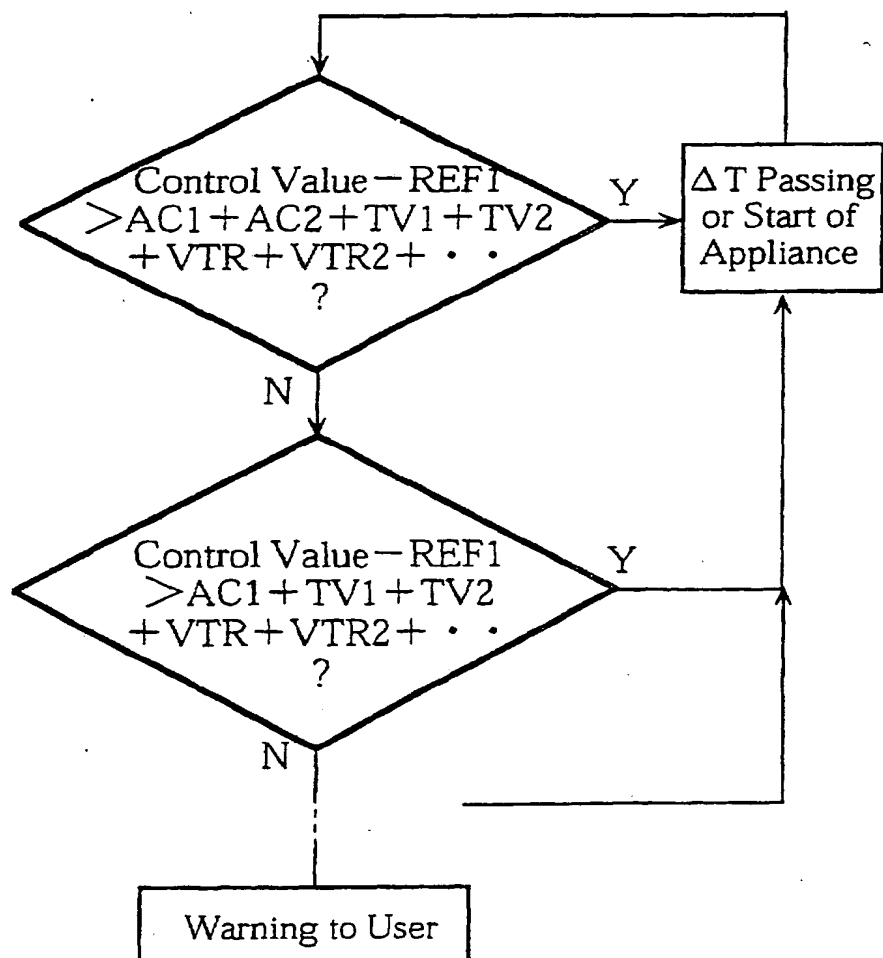 Control Value－REF1
＞AC1＋AC2＋TV1＋TV2
＋VTR＋VTR2＋・・
?
Y
Δ T Passing
or Start of
Appliance
N
Control Value－REF1
＞AC1＋TV1＋TV2
＋VTR＋VTR2＋・・
?
Y
N
Warning to User